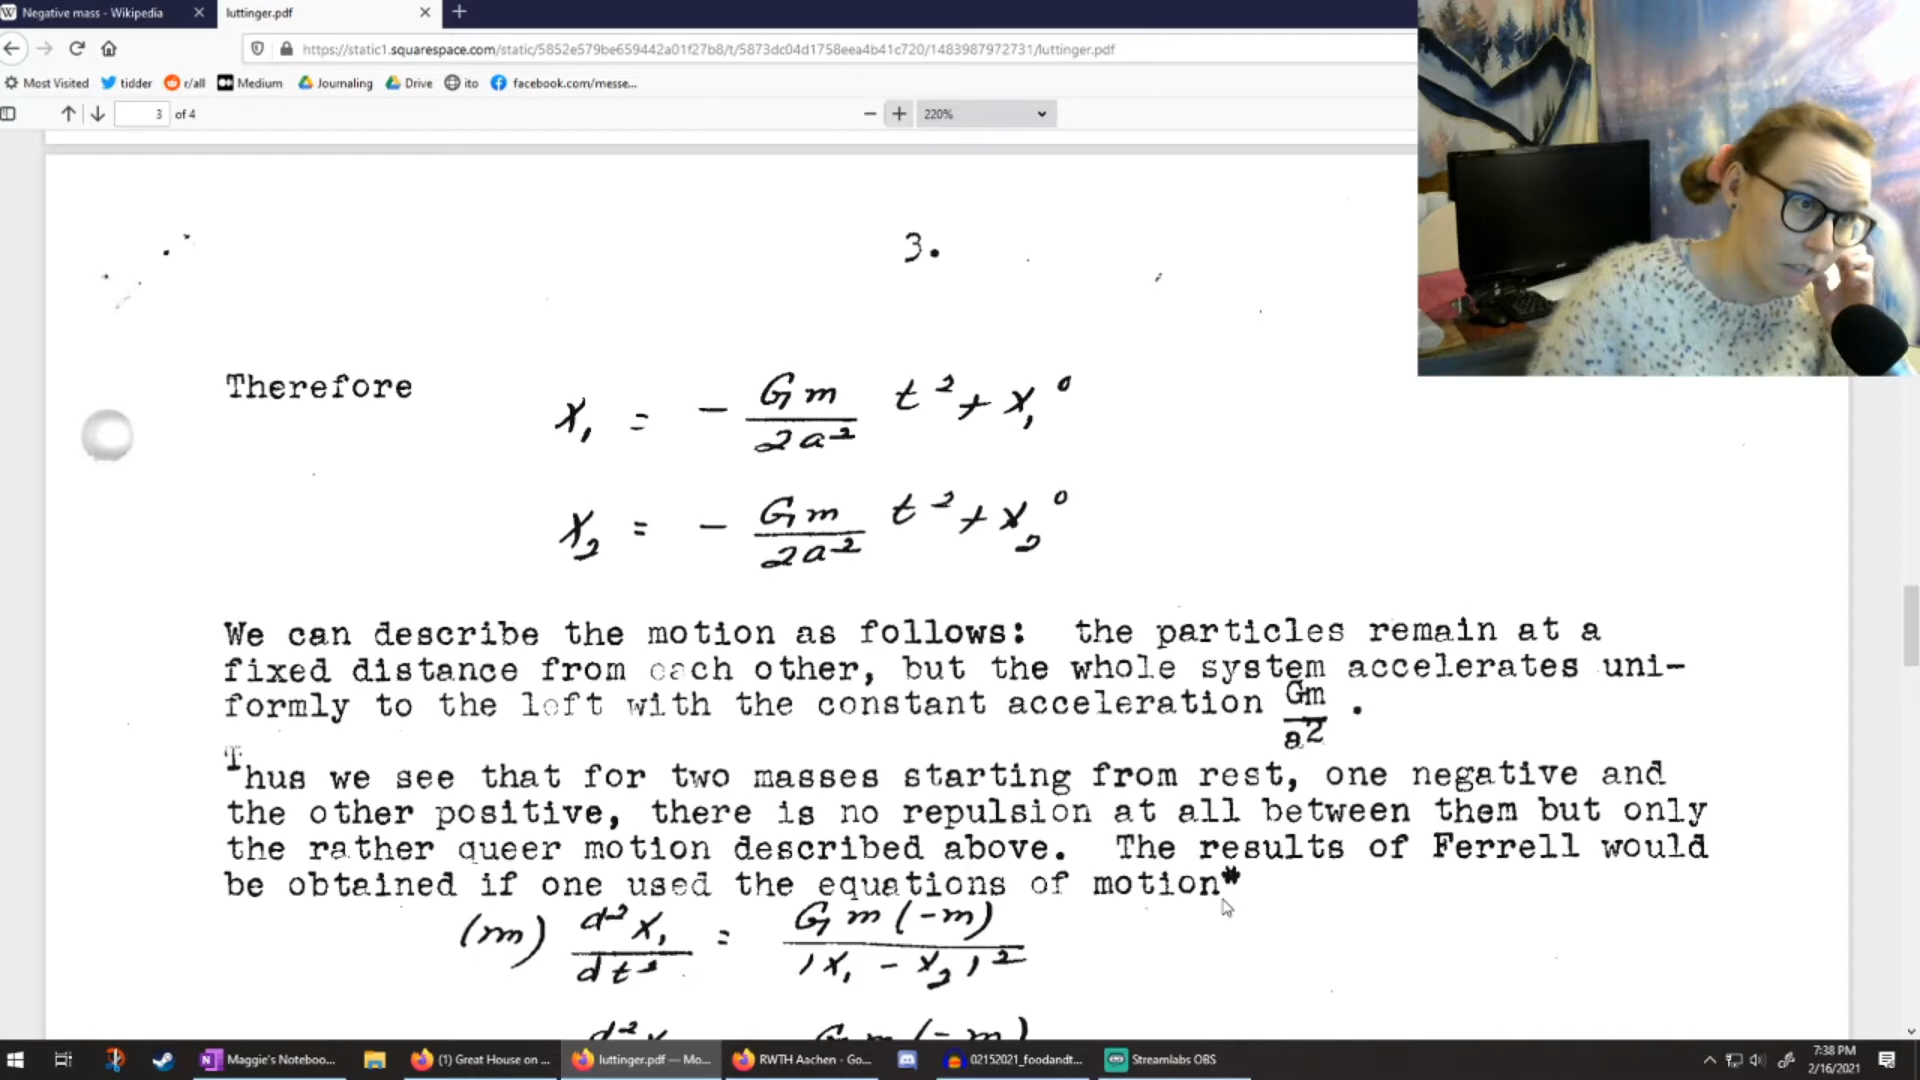 Negative mass - Wikipedia
luttinger.pdf
https://static1.squarespace.com/static/5852e579be659442a01f27b8/t/5873dc04d1758eea4b41c720/1483987972731/luttinger.pdf
Most Visited tidder r/all Medium Journaling Drive ito facebook.com/messe...
3 of 4
220%
3.
Therefore
x₁ = - Gm/2a² t² + x₁⁰
x₂ = - Gm/2a² t² + x₂⁰
We can describe the motion as follows: the particles remain at a
fixed distance from each other, but the whole system accelerates uni-
formly to the left with the constant acceleration Gm/a² .
Thus we see that for two masses starting from rest, one negative and
the other positive, there is no repulsion at all between them but only
the rather queer motion described above. The results of Ferrell would
be obtained if one used the equations of motion*
(m) d²x₁/dt² = Gm(-m)/|x₁ - x₂|²
Gm(-m)
Maggie's Noteboo...
(1) Great House on ...
luttinger.pdf — Mo...
RWTH Aachen - Go...
02152021_foodandt...
Streamlabs OBS
7:38 PM
2/16/2021